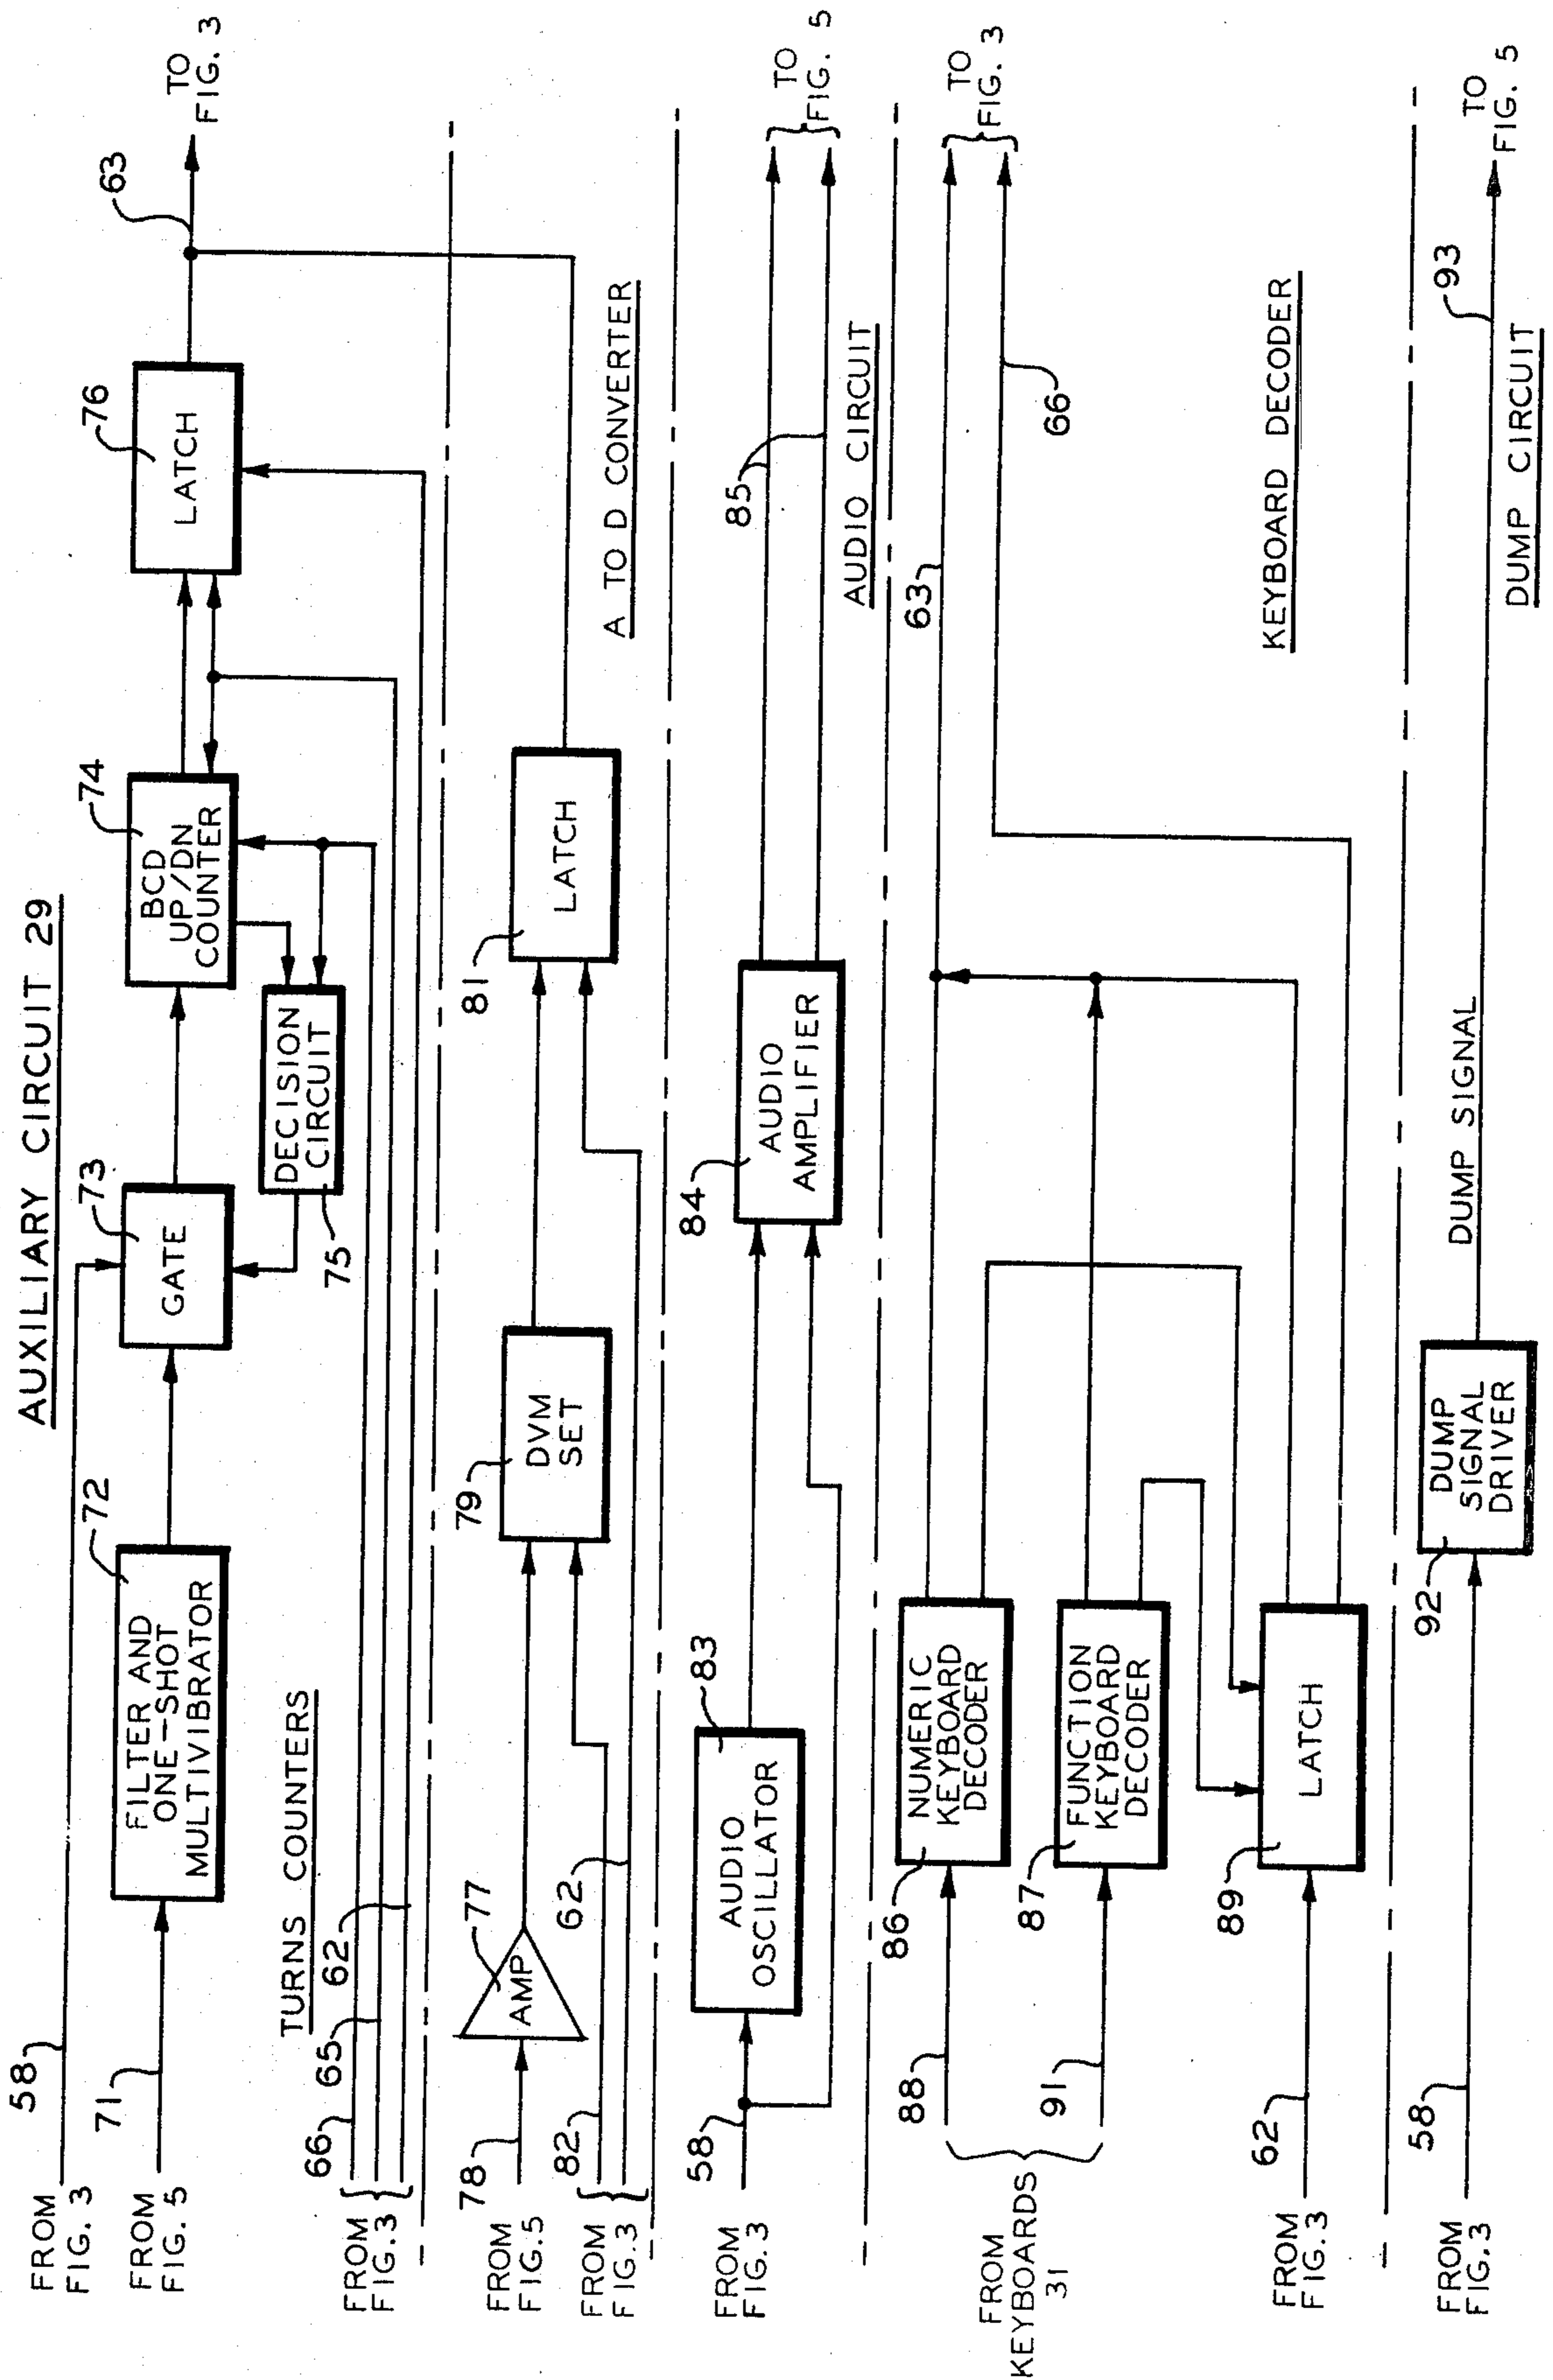 AUXILIARY CIRCUIT 29
FROM
FIG. 3
58
FROM
FIG. 5
71
FILTER AND
ONE-SHOT
MULTIVIBRATOR
72
GATE
73
BCD
UP/DN
COUNTER
74
DECISION
CIRCUIT
75
LATCH
76
63
TO
FIG. 3
TURNS COUNTERS
FROM
FIG. 3
66
65
62
FROM
FIG. 5
78
AMP
77
FROM
FIG. 3
82
62
DVM
SET
79
LATCH
81
A TO D CONVERTER
FROM
FIG. 3
58
AUDIO
OSCILLATOR
83
AUDIO
AMPLIFIER
84
85
TO
FIG. 5
AUDIO CIRCUIT
FROM
KEYBOARDS
31
88
91
NUMERIC
KEYBOARD
DECODER
86
FUNCTION
KEYBOARD
DECODER
87
FROM
FIG. 3
62
LATCH
89
63
66
TO
FIG. 3
KEYBOARD DECODER
FROM
FIG. 3
58
DUMP
SIGNAL
DRIVER
92
DUMP SIGNAL
93
TO
FIG. 5
DUMP CIRCUIT